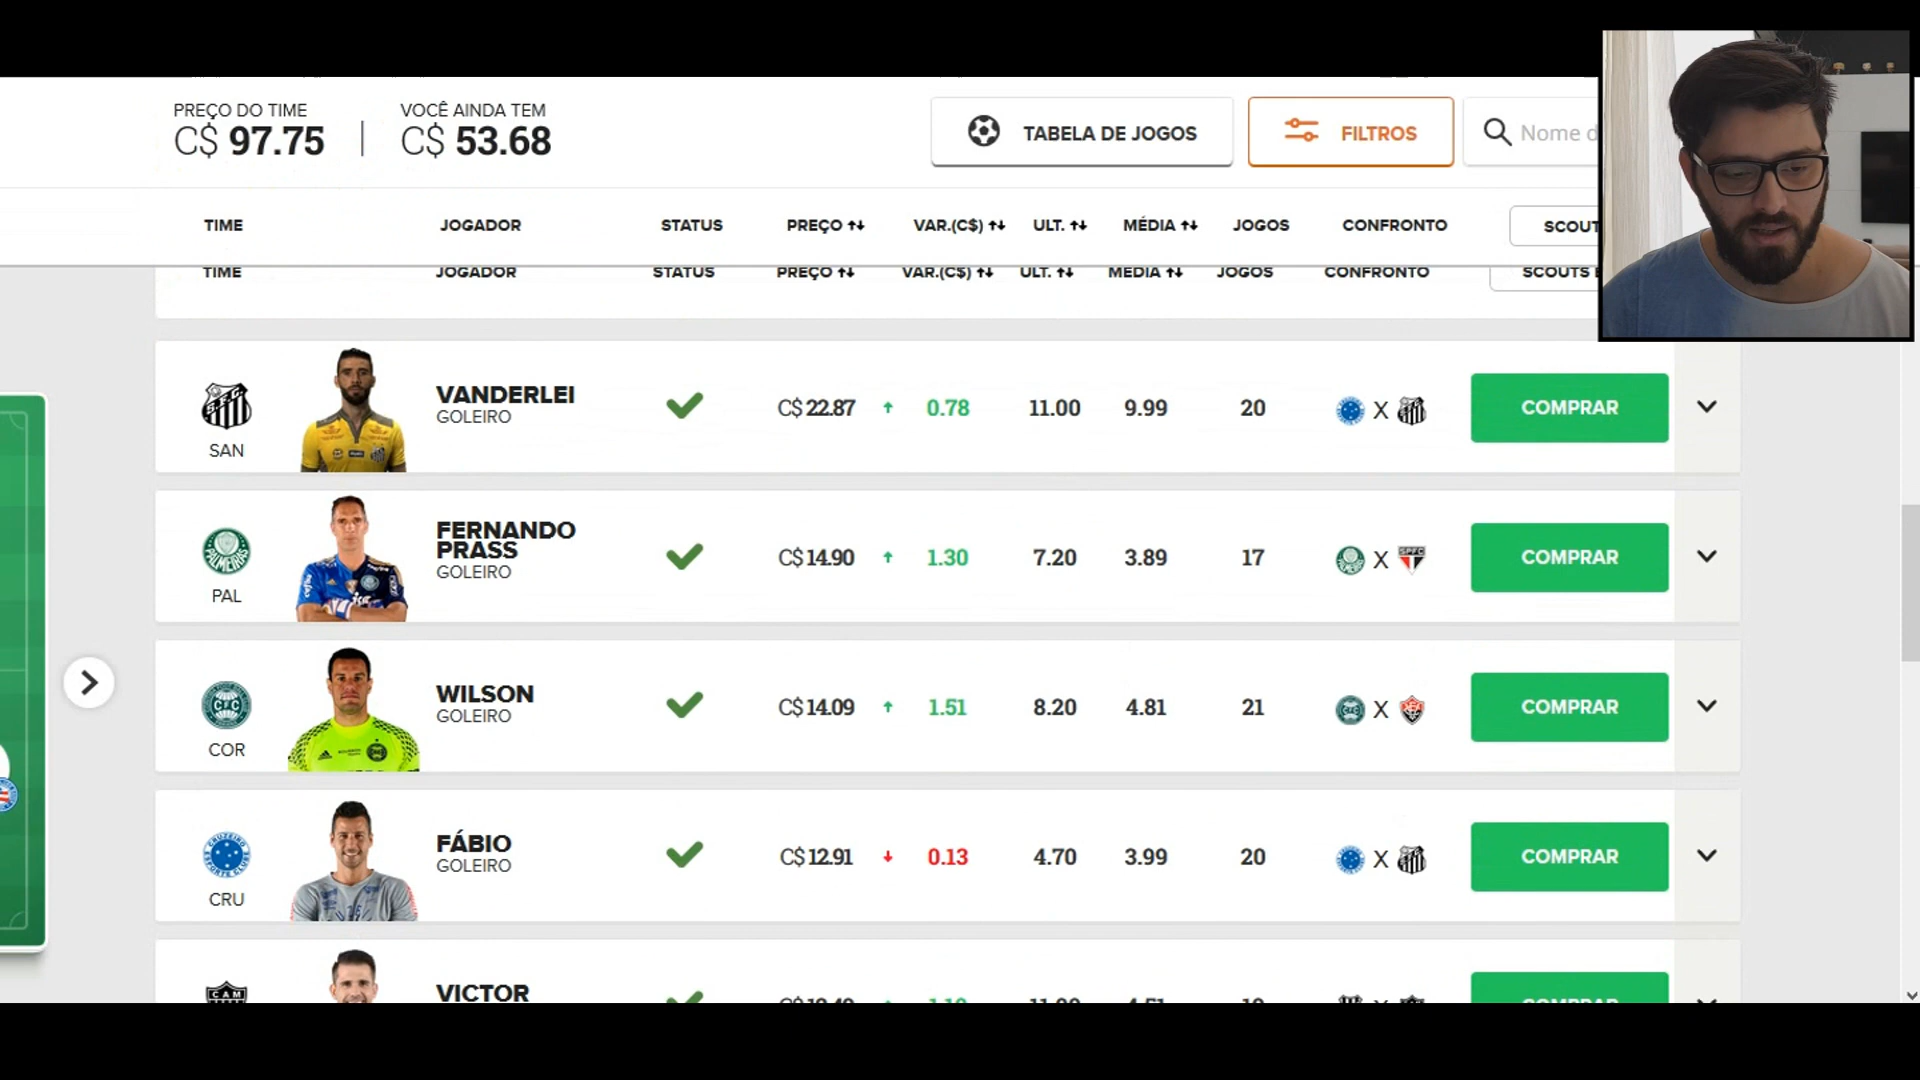 PREÇO DO TIME
C$ 97.75
VOCÊ AINDA TEM
C$ 53.68
TABELA DE JOGOS
FILTROS
Nome d
TIME JOGADOR STATUS PREÇO VAR.(C$) ULT. MÉDIA JOGOS CONFRONTO SCOUT
TIME JOGADOR STATUS PREÇO VAR.(C$) ULT. MÉDIA JOGOS CONFRONTO SCOUTS
SAN
VANDERLEI
GOLEIRO
C$ 22.87 0.78 11.00 9.99 20 X COMPRAR
PAL
FERNANDO
PRASS
GOLEIRO
C$ 14.90 1.30 7.20 3.89 17 X COMPRAR
COR
WILSON
GOLEIRO
C$ 14.09 1.51 8.20 4.81 21 X COMPRAR
CRU
FÁBIO
GOLEIRO
C$ 12.91 0.13 4.70 3.99 20 X COMPRAR
CAM
VICTOR
COMPRAR